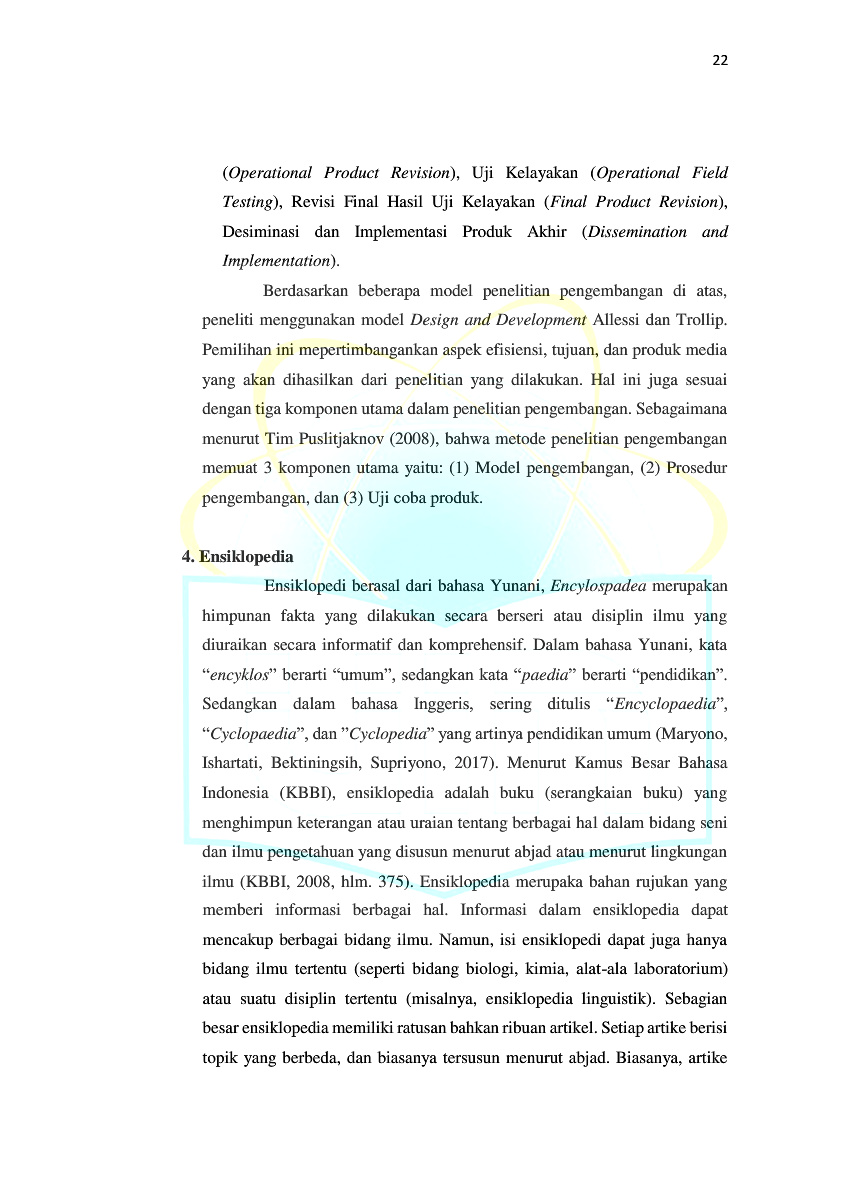 22
(Operational Product Revision), Uji Kelayakan (Operational Field
Testing), Revisi Final Hasil Uji Kelayakan (Final Product Revision),
Desiminasi dan Implementasi Produk Akhir (Dissemination and
Implementation).
Berdasarkan beberapa model penelitian pengembangan di atas,
peneliti menggunakan model Design and Development Allessi dan Trollip.
Pemilihan ini mepertimbangankan aspek efisiensi, tujuan, dan produk media
yang akan dihasilkan dari penelitian yang dilakukan. Hal ini juga sesuai
dengan tiga komponen utama dalam penelitian pengembangan. Sebagaimana
menurut Tim Puslitjaknov (2008), bahwa metode penelitian pengembangan
memuat 3 komponen utama yaitu: (1) Model pengembangan, (2) Prosedur
pengembangan, dan (3) Uji coba produk.
4. Ensiklopedia
Ensiklopedi berasal dari bahasa Yunani, Encylospadea merupakan
himpunan fakta yang dilakukan secara berseri atau disiplin ilmu yang
diuraikan secara informatif dan komprehensif. Dalam bahasa Yunani, kata
“encyklos” berarti “umum”, sedangkan kata “paedia” berarti “pendidikan”.
Sedangkan dalam bahasa Inggeris, sering ditulis “Encyclopaedia”,
“Cyclopaedia”, dan ”Cyclopedia” yang artinya pendidikan umum (Maryono,
Ishartati, Bektiningsih, Supriyono, 2017). Menurut Kamus Besar Bahasa
Indonesia (KBBI), ensiklopedia adalah buku (serangkaian buku) yang
menghimpun keterangan atau uraian tentang berbagai hal dalam bidang seni
dan ilmu pengetahuan yang disusun menurut abjad atau menurut lingkungan
ilmu (KBBI, 2008, hlm. 375). Ensiklopedia merupaka bahan rujukan yang
memberi informasi berbagai hal. Informasi dalam ensiklopedia dapat
mencakup berbagai bidang ilmu. Namun, isi ensiklopedi dapat juga hanya
bidang ilmu tertentu (seperti bidang biologi, kimia, alat-ala laboratorium)
atau suatu disiplin tertentu (misalnya, ensiklopedia linguistik). Sebagian
besar ensiklopedia memiliki ratusan bahkan ribuan artikel. Setiap artike berisi
topik yang berbeda, dan biasanya tersusun menurut abjad. Biasanya, artike